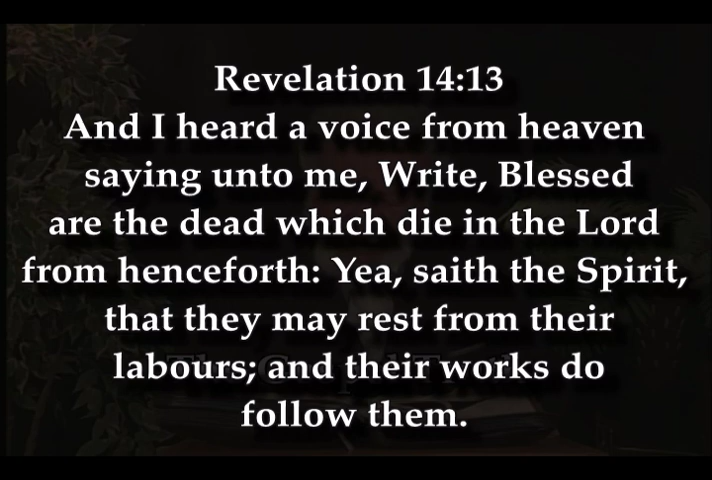 Revelation 14:13
And I heard a voice from heaven
saying unto me, Write, Blessed
are the dead which die in the Lord
from henceforth: Yea, saith the Spirit,
that they may rest from their
labours; and their works do
follow them.